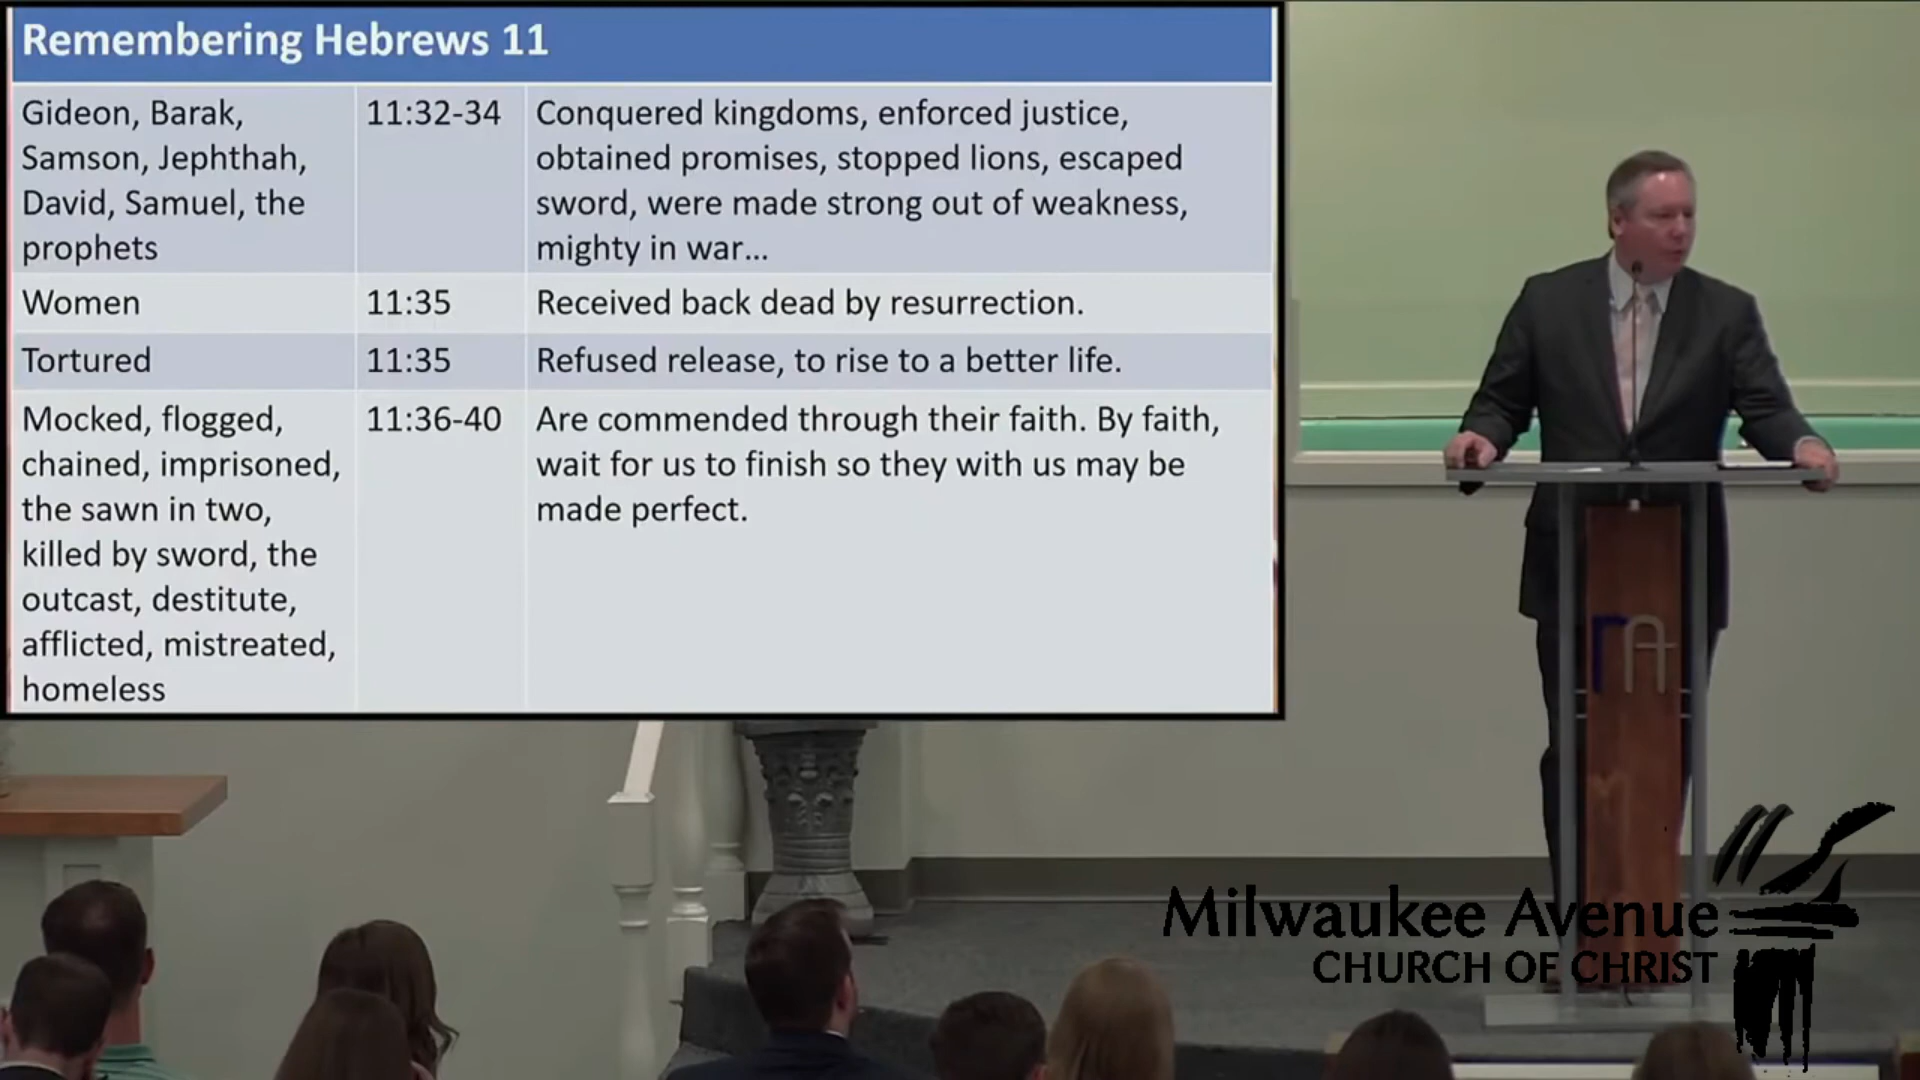 Remembering Hebrews 11
Gideon, Barak,
Samson, Jephthah,
David, Samuel, the
prophets
11:32-34
Conquered kingdoms, enforced justice,
obtained promises, stopped lions, escaped
sword, were made strong out of weakness,
mighty in war...
Women
11:35
Received back dead by resurrection.
Tortured
11:35
Refused release, to rise to a better life.
Mocked, flogged,
chained, imprisoned,
the sawn in two,
killed by sword, the
outcast, destitute,
afflicted, mistreated,
homeless
11:36-40
Are commended through their faith. By faith,
wait for us to finish so they with us may be
made perfect.
Milwaukee Avenue
CHURCH OF CHRIST